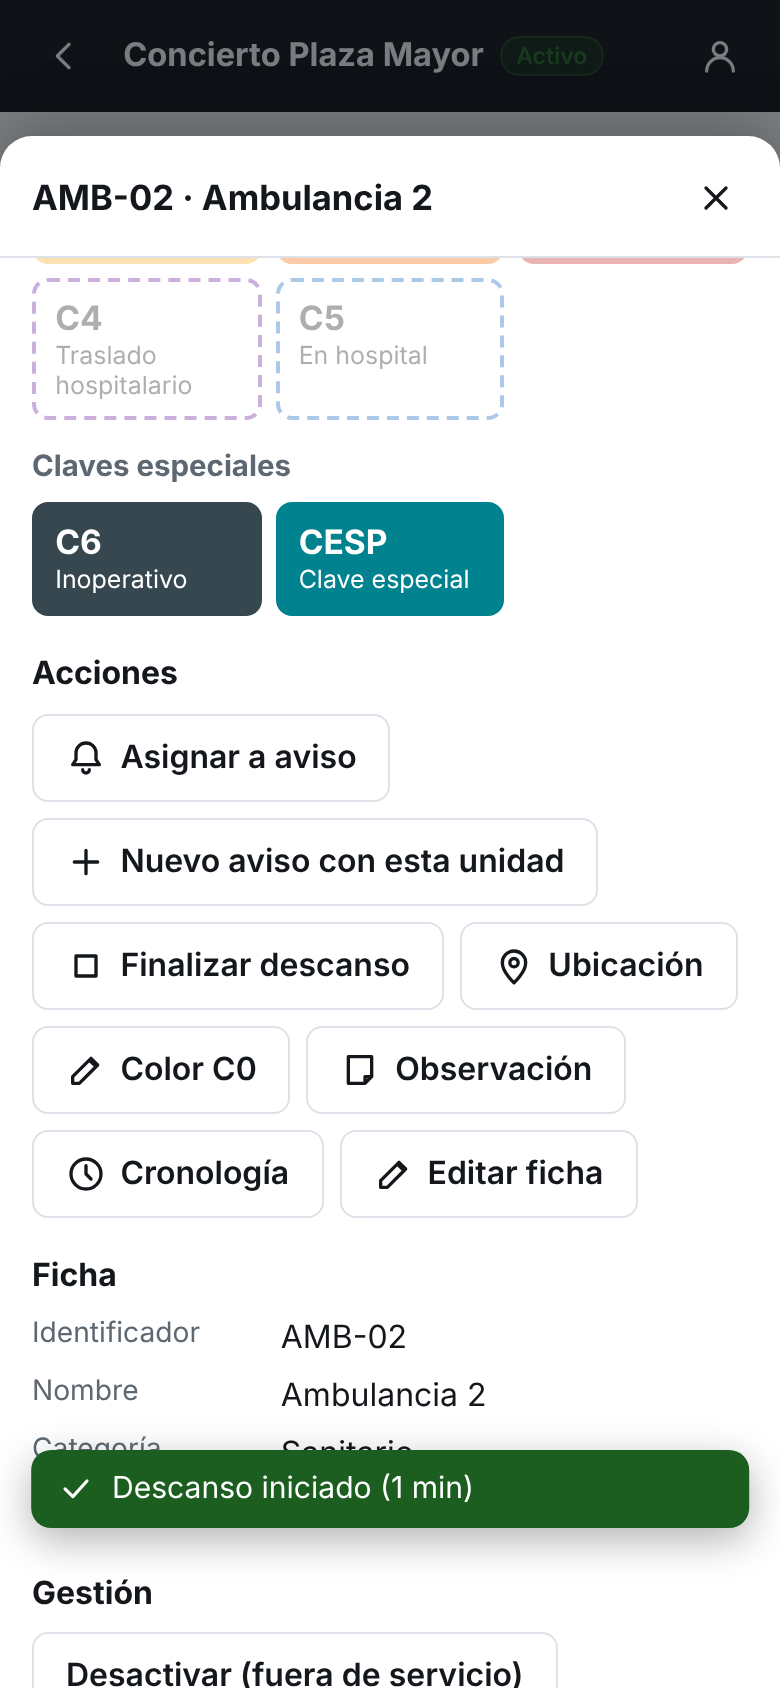 Concierto Plaza Mayor Activo
AMB-02 · Ambulancia 2
C4 C5
Traslado En hospital
hospitalario
Claves especiales
C6 CESP
Inoperativo Clave especial
Acciones
Asignar a aviso
Nuevo aviso con esta unidad
Finalizar descanso Ubicación
Color C0 Observación
Cronología Editar ficha
Ficha
Identificador AMB-02
Nombre Ambulancia 2
Categoría Sanitario
Descanso iniciado (1 min)
Gestión
Desactivar (fuera de servicio)